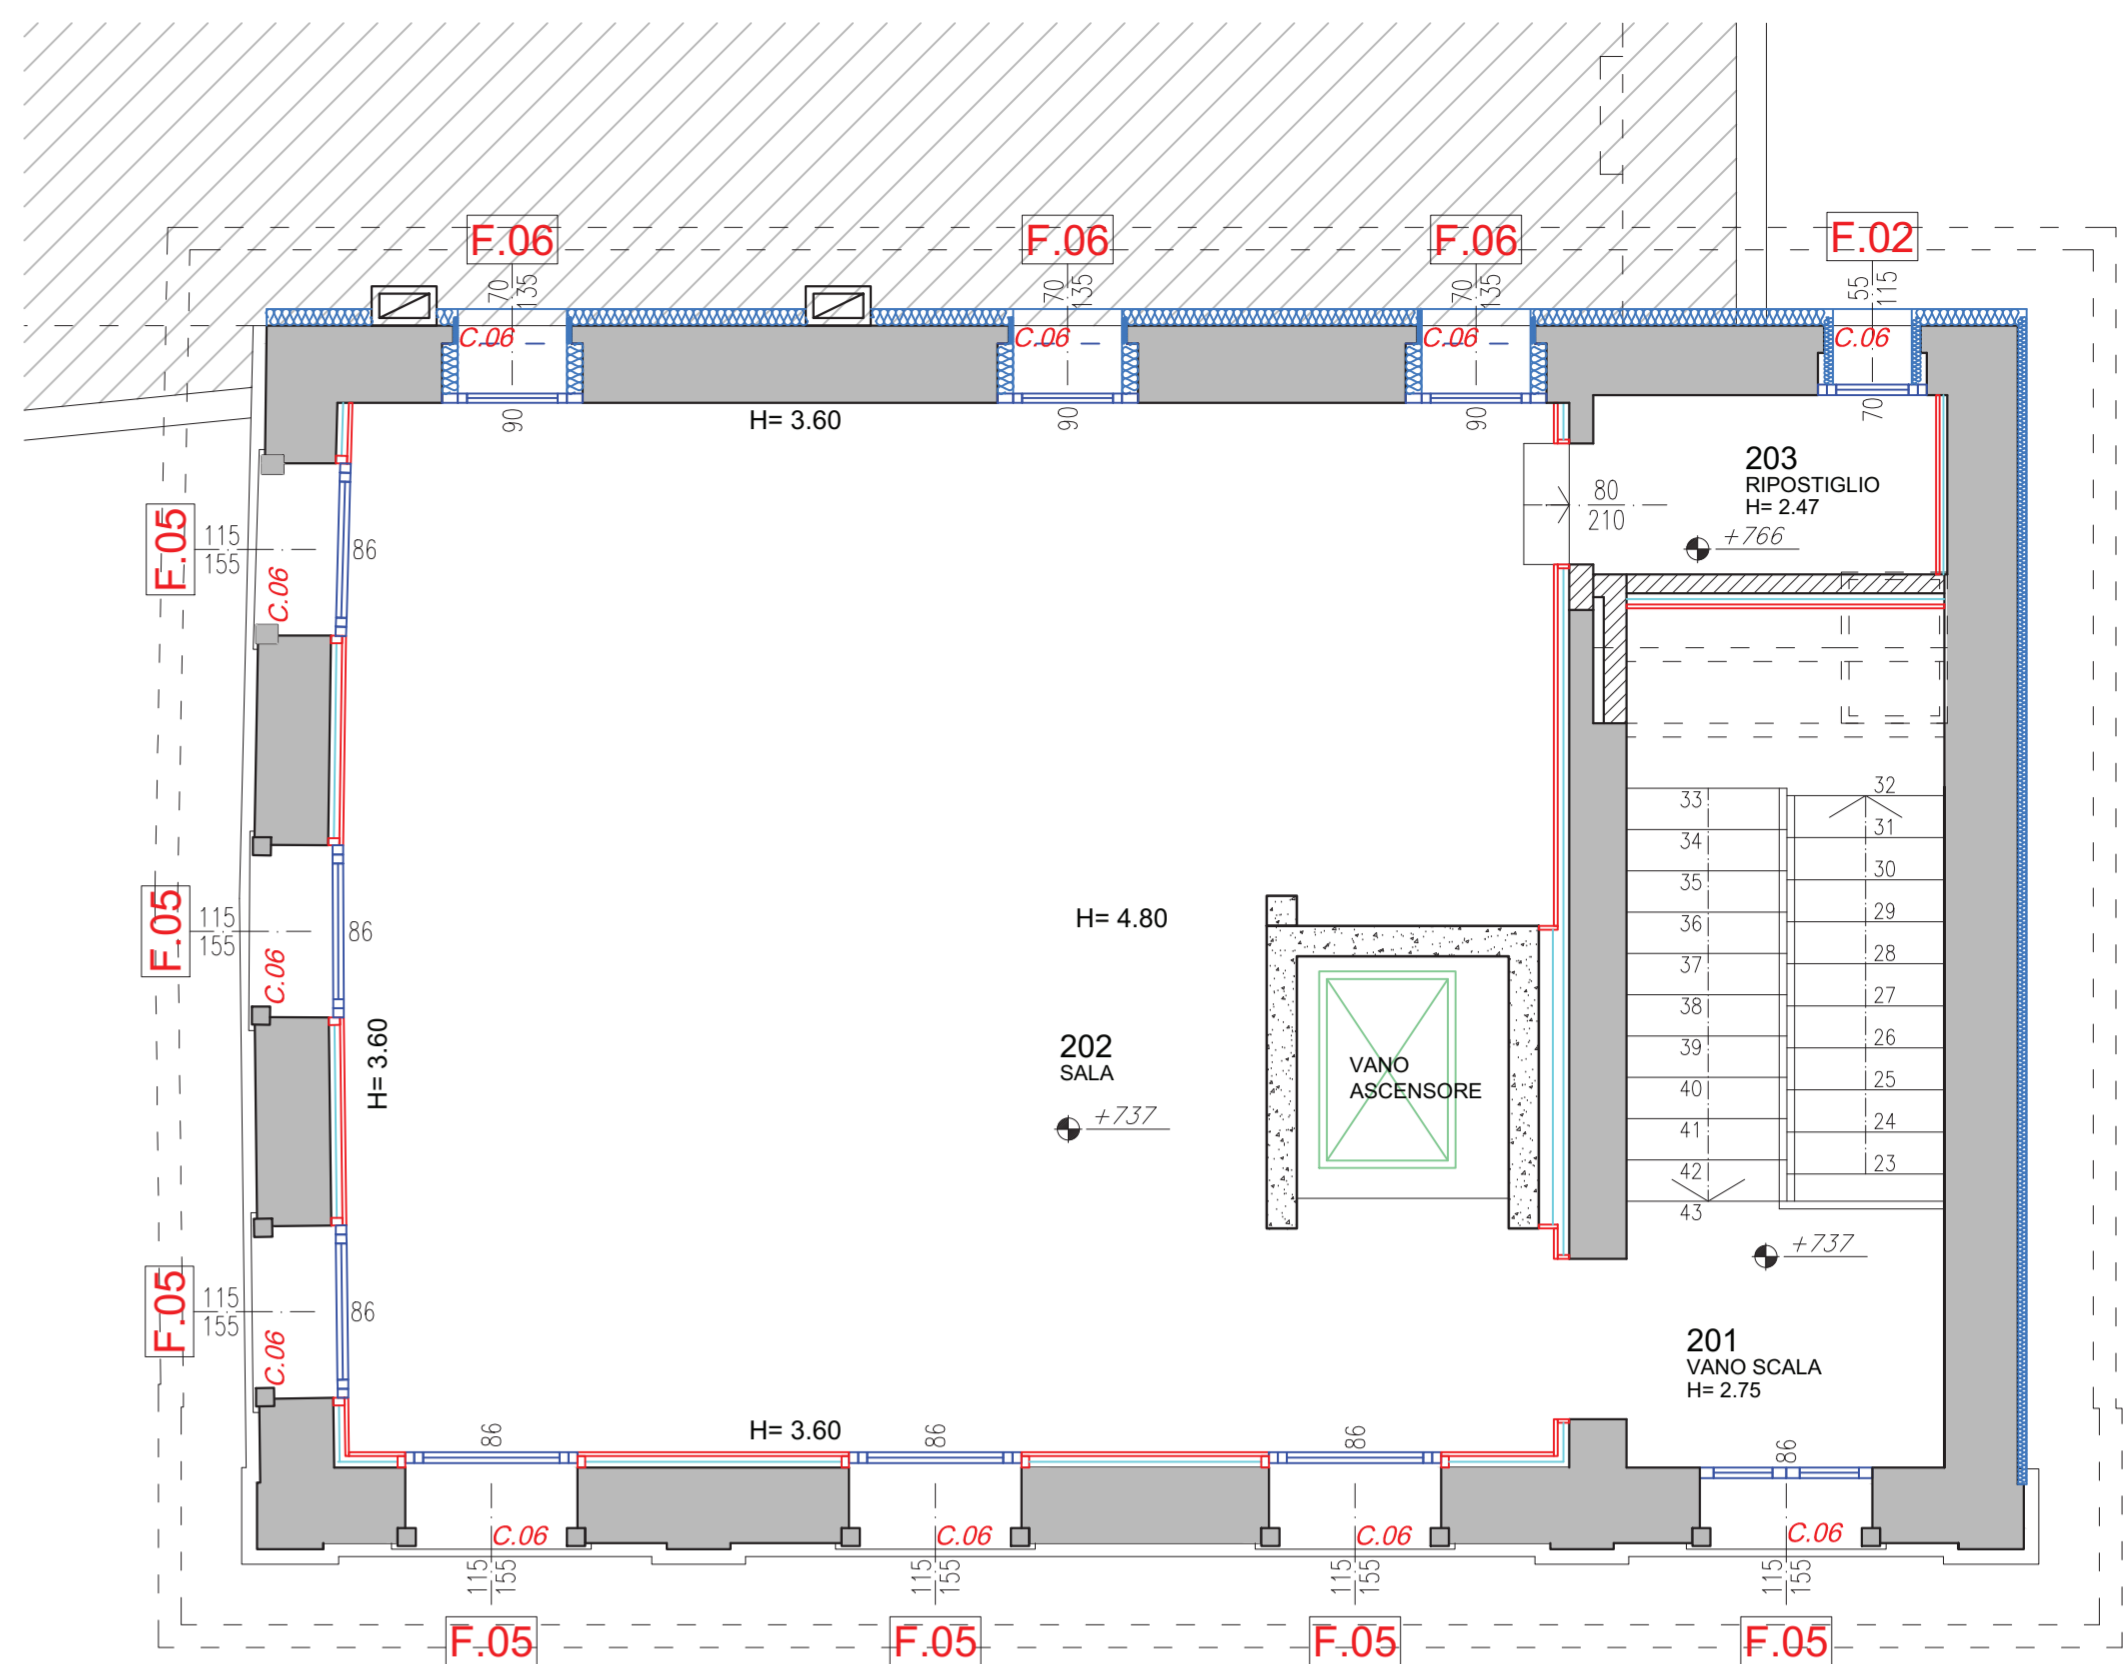 F.06
F.06
F.06
F.02
70
135
70
135
70
135
55
115
C.06
C.06
C.06
C.06
90
90
90
70
H= 3.60
203
RIPOSTIGLIO
H= 2.47
+766
80
210
F.05
115
155
86
C.06
F.05
115
155
86
C.06
H= 3.60
F.05
115
155
86
C.06
H= 4.80
202
SALA
+737
VANO
ASCENSORE
33
34
35
36
37
38
39
40
41
42
43
32
31
30
29
28
27
26
25
24
23
+737
201
VANO SCALA
H= 2.75
H= 3.60
86
86
86
86
C.06
C.06
C.06
C.06
115
155
115
155
115
155
115
155
F.05
F.05
F.05
F.05